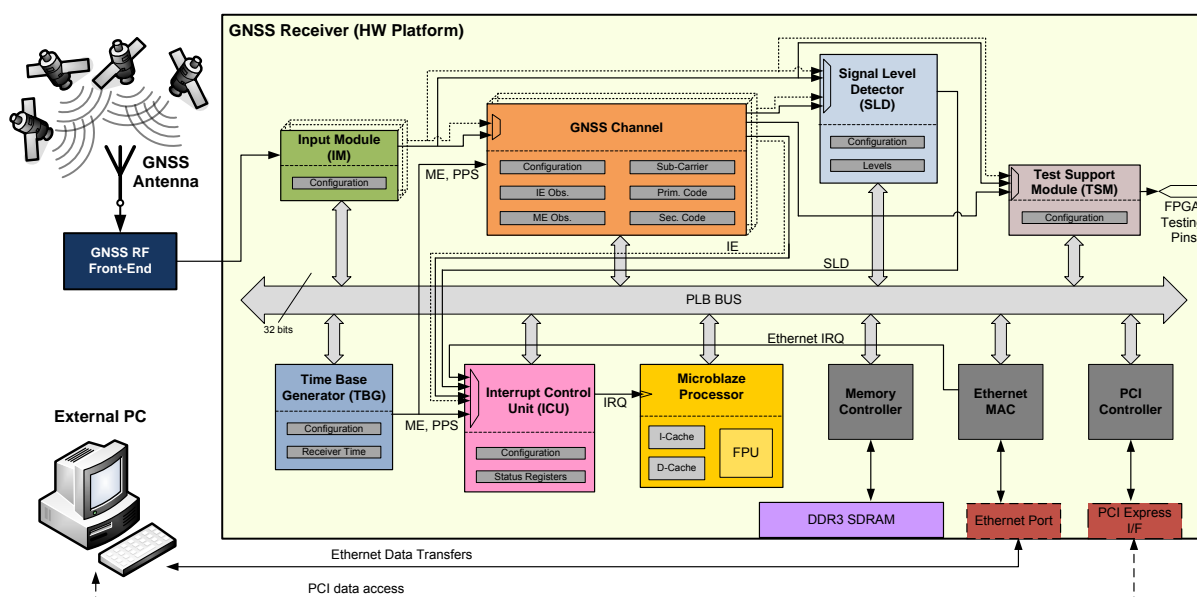 GNSS Receiver (HW Platform)
GNSS
Antenna
GNSS RF
Front-End
Input Module
(IM)
Configuration
ME, PPS
GNSS Channel
Configuration
Sub-Carrier
IE Obs.
Prim. Code
ME Obs.
Sec. Code
IE
Signal Level
Detector
(SLD)
Configuration
Levels
SLD
Test Support
Module (TSM)
Configuration
FPGA
Testing
Pins
PLB BUS
32 bits
Ethernet IRQ
Time Base
Generator (TBG)
Configuration
Receiver Time
ME, PPS
Interrupt Control
Unit (ICU)
Configuration
Status Registers
IRQ
Microblaze
Processor
I-Cache
D-Cache
FPU
Memory
Controller
Ethernet
MAC
PCI
Controller
DDR3 SDRAM
Ethernet Port
PCI Express
I/F
External PC
Ethernet Data Transfers
PCI data access